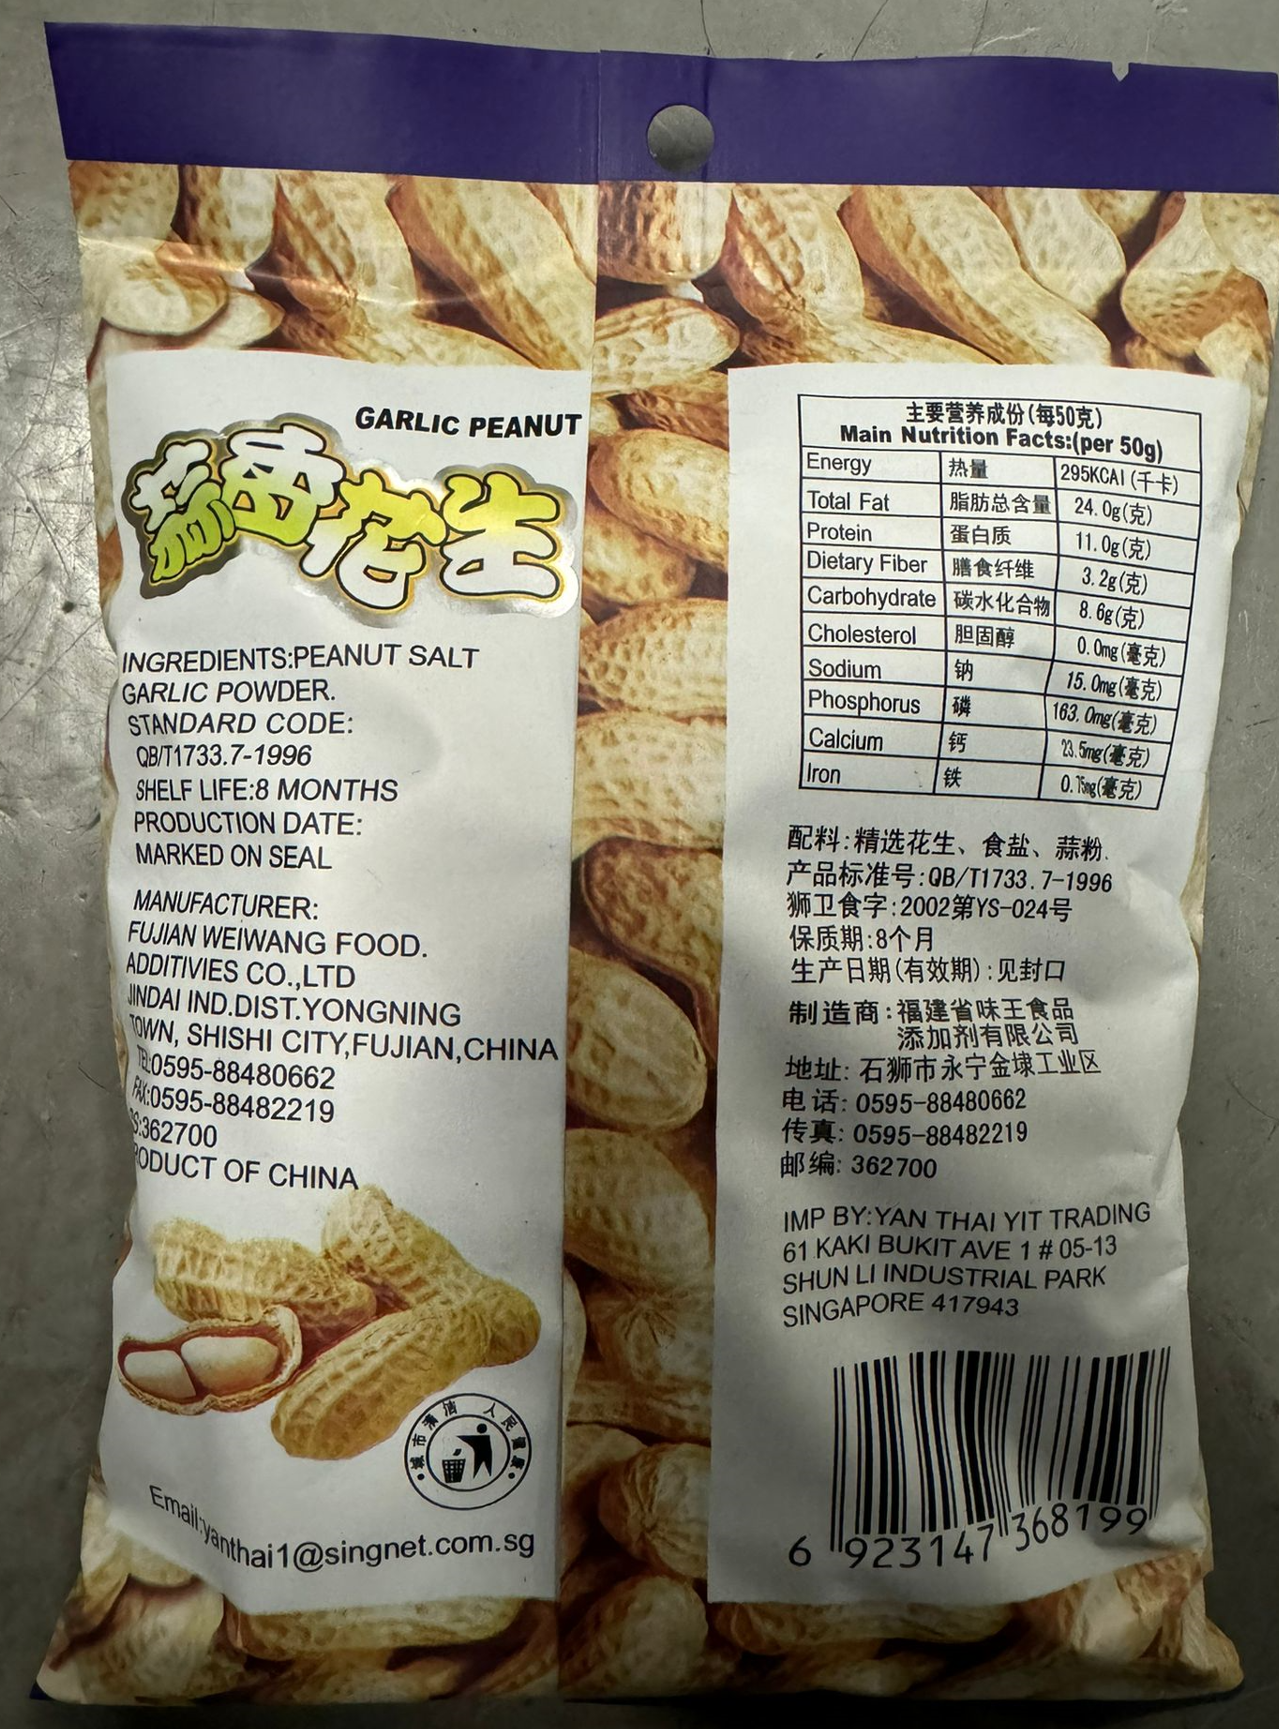 GARLIC PEANUT
蒜香花生
INGREDIENTS:PEANUT SALT
GARLIC POWDER.
STANDARD CODE:
QB/T1733.7-1996
SHELF LIFE:8 MONTHS
PRODUCTION DATE:
MARKED ON SEAL
MANUFACTURER:
FUJIAN WEIWANG FOOD.
ADDITIVIES CO.,LTD
JINDAI IND.DIST.YONGNING
TOWN, SHISHI CITY,FUJIAN,CHINA
TEL:0595-88480662
FAX:0595-88482219
:362700
RODUCT OF CHINA
城市清洁 人民健康
Email:yanthai1@singnet.com.sg
主要营养成份(每50克)
Main Nutrition Facts:(per 50g)
Energy 热量 295KCAl(千卡)
Total Fat 脂肪总含量 24.0g(克)
Protein 蛋白质 11.0g(克)
Dietary Fiber 膳食纤维 3.2g(克)
Carbohydrate 碳水化合物 8.6g(克)
Cholesterol 胆固醇 0.0mg(毫克)
Sodium 钠 15.0mg(毫克)
Phosphorus 磷 163.0mg(毫克)
Calcium 钙 23.5mg(毫克)
Iron 铁 0.75mg(毫克)
配料:精选花生、食盐、蒜粉.
产品标准号:QB/T1733.7-1996
狮卫食字:2002第YS-024号
保质期:8个月
生产日期(有效期):见封口
制造商:福建省味王食品
添加剂有限公司
地址:石狮市永宁金埭工业区
电话:0595-88480662
传真:0595-88482219
邮编:362700
IMP BY:YAN THAI YIT TRADING
61 KAKI BUKIT AVE 1 # 05-13
SHUN LI INDUSTRIAL PARK
SINGAPORE 417943
6 923147 368199